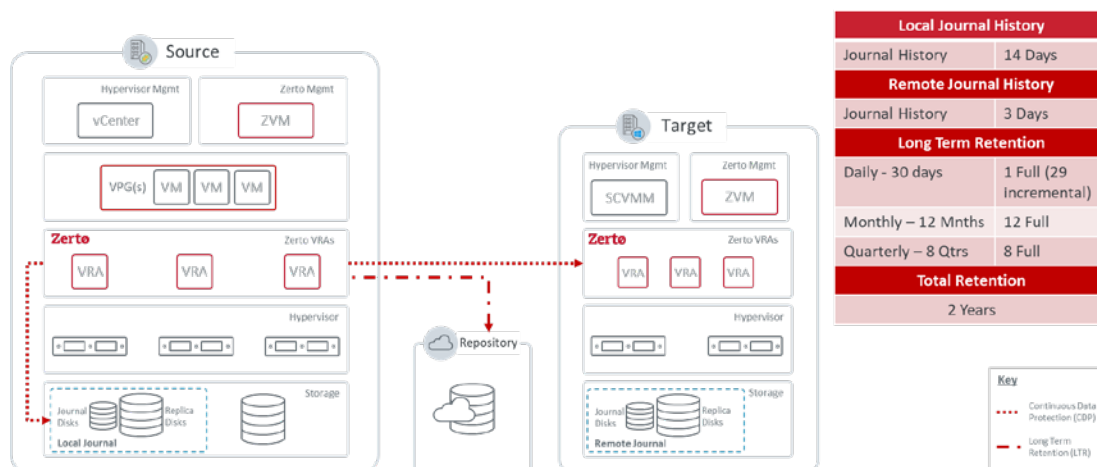 Source
Hypervisor Mgmt
vCenter
Zerto Mgmt
ZVM
VPG(s)
VM
VM
VM
Zertø
Zerto VRAs
VRA
VRA
VRA
Hypervisor
Storage
Journal
Disks
Replica
Disks
Local Journal
Repository
Target
Hypervisor Mgmt
SCVMM
Zerto Mgmt
ZVM
Zertø
Zerto VRAs
VRA
VRA
VRA
Hypervisor
Storage
Journal
Disks
Replica
Disks
Remote Journal
Local Journal History
Journal History 14 Days
Remote Journal History
Journal History 3 Days
Long Term Retention
Daily - 30 days 1 Full (29
incremental)
Monthly – 12 Mnths 12 Full
Quarterly – 8 Qtrs 8 Full
Total Retention
2 Years
Key
Continuous Data
Protection (CDP)
Long Term
Retention (LTR)